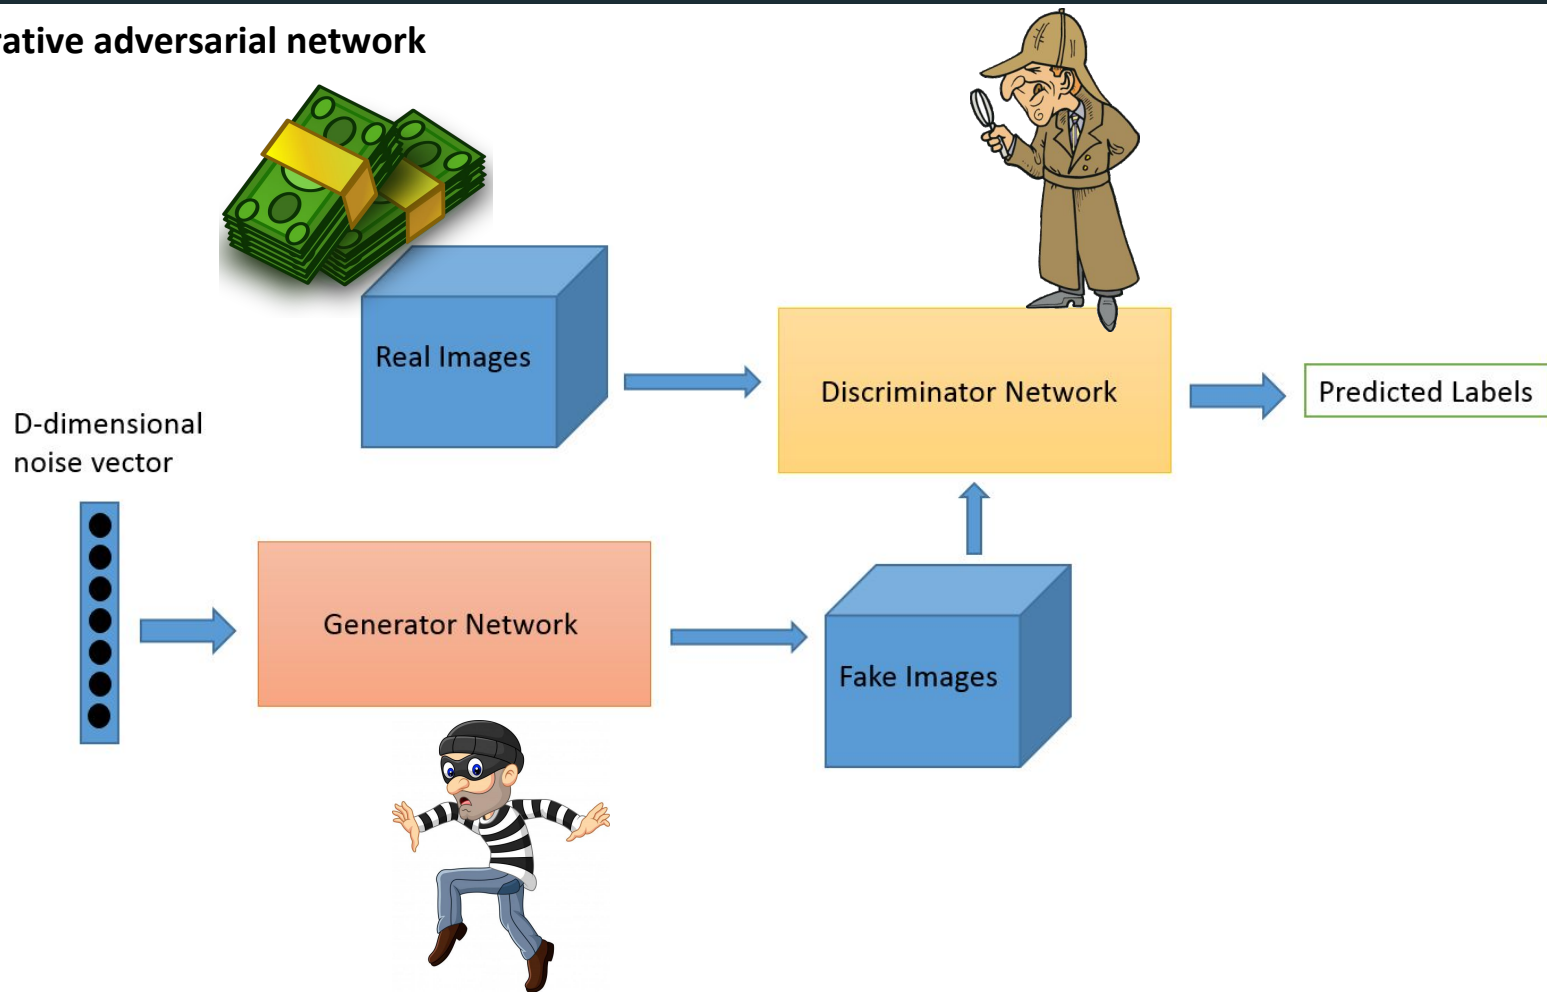 rative adversarial network
Real Images
Discriminator Network
Predicted Labels
D-dimensional
noise vector
Generator Network
Fake Images